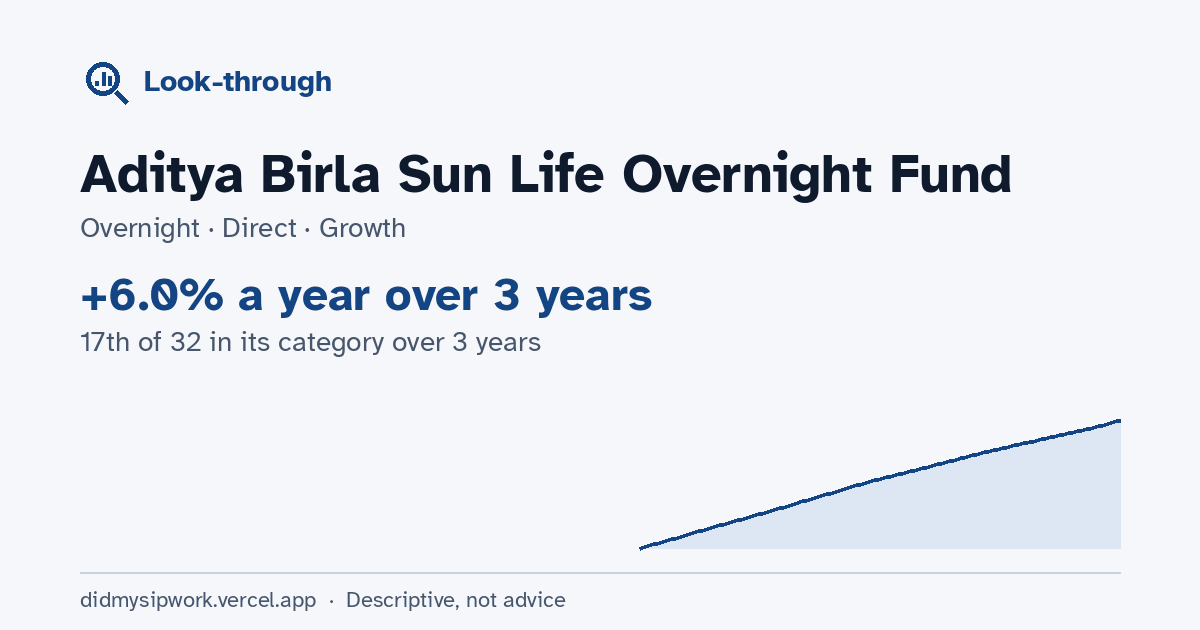 Look-through
Aditya Birla Sun Life Overnight Fund
Overnight · Direct · Growth
+6.0% a year over 3 years
17th of 32 in its category over 3 years
didmysipwork.vercel.app · Descriptive, not advice